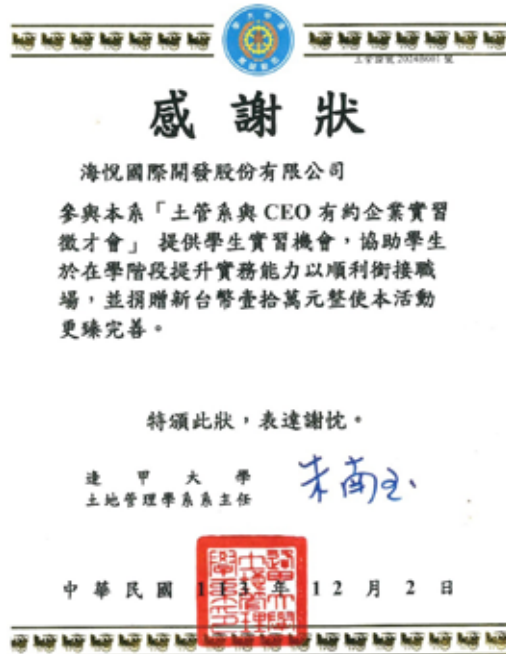 感謝狀
海悅國際開發股份有限公司
參與本系「土管系與 CEO 有約企業實習
徵才會」 提供學生實習機會，協助學生
於在學階段提升實務能力以順利銜接職
場，並捐贈新台幣壹拾萬元整使本活動
更臻完善。
特頒此狀，表達謝忱。
逢甲大學
土地管理學系系主任
朱南玉
中華民國 113 年 12 月 2 日